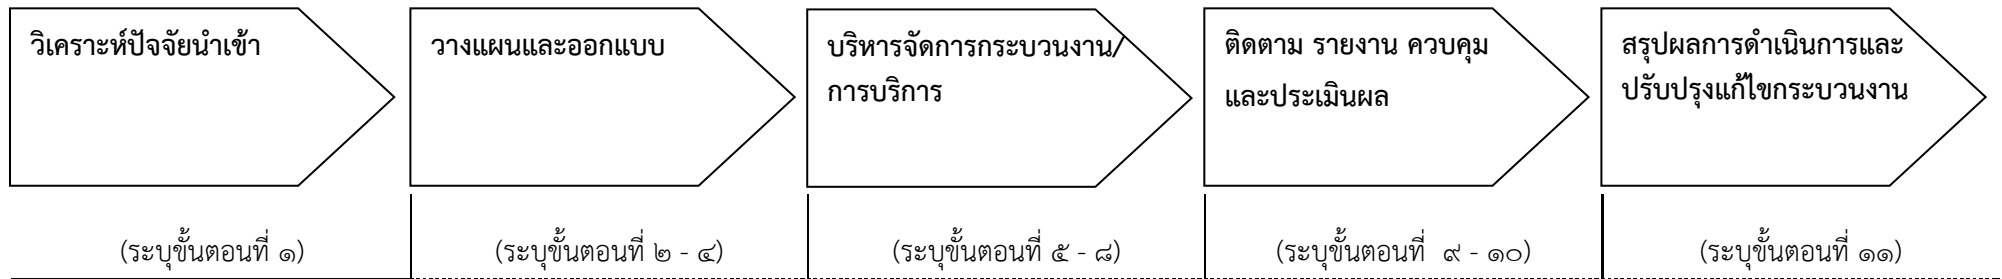 วิเคราะห์ปัจจัยนำเข้า
วางแผนและออกแบบ
บริหารจัดการกระบวนงาน/
การบริการ
ติดตาม รายงาน ควบคุม
และประเมินผล
สรุปผลการดำเนินการและ
ปรับปรุงแก้ไขกระบวนงาน
(ระบุขั้นตอนที่ ๑)
(ระบุขั้นตอนที่ ๒ - ๔)
(ระบุขั้นตอนที่ ๕ - ๘)
(ระบุขั้นตอนที่ ๙ - ๑๐)
(ระบุขั้นตอนที่ ๑๑)